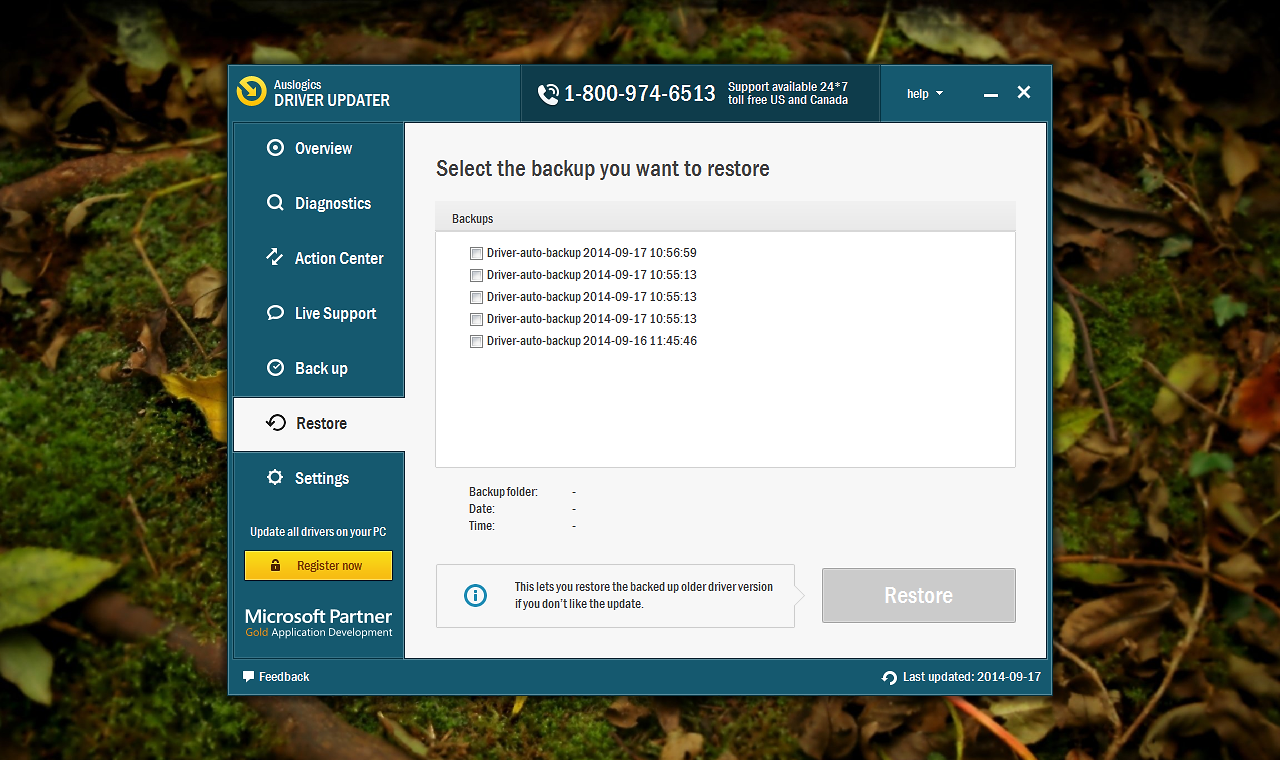 Auslogics
DRIVER UPDATER
1-800-974-6513
Support available 24*7
toll free US and Canada
help
Overview
Diagnostics
Action Center
Live Support
Back up
Restore
Settings
Update all drivers on your PC
Register now
Microsoft Partner
Gold Application Development
Select the backup you want to restore
Backups
Driver-auto-backup 2014-09-17 10:56:59
Driver-auto-backup 2014-09-17 10:55:13
Driver-auto-backup 2014-09-17 10:55:13
Driver-auto-backup 2014-09-17 10:55:13
Driver-auto-backup 2014-09-16 11:45:46
Backup folder: -
Date: -
Time: -
This lets you restore the backed up older driver version
if you don't like the update.
Restore
Feedback
Last updated: 2014-09-17